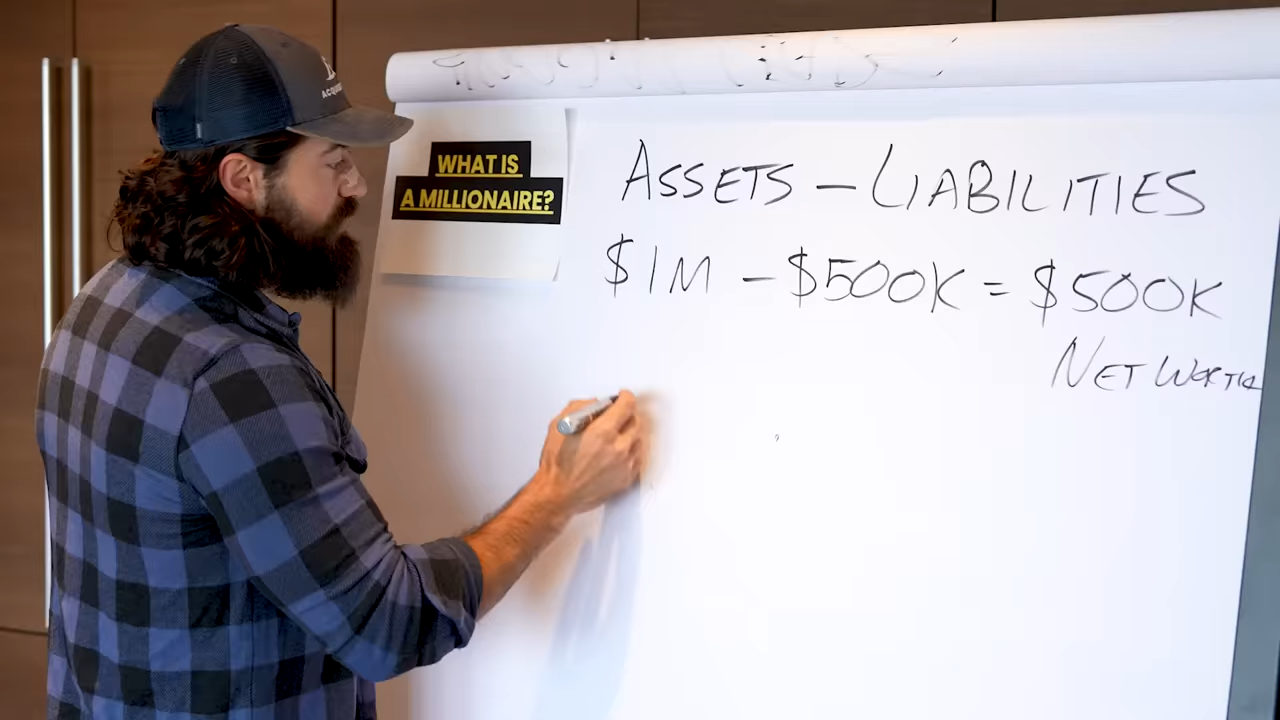 WHAT IS
A MILLIONAIRE?
ASSETS – LIABILITIES
$1M – $500K = $500K
NET WORTH